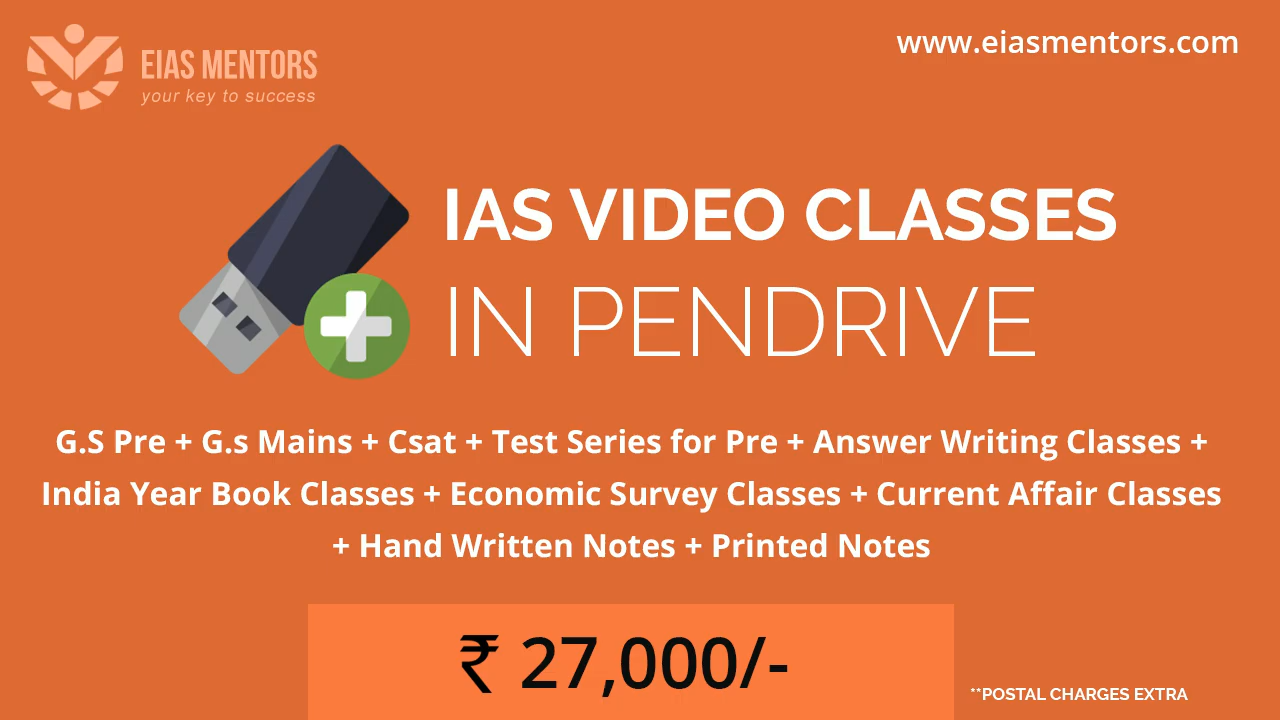 EIAS MENTORS
your key to success
www.eiasmentors.com
IAS VIDEO CLASSES
IN PENDRIVE
G.S Pre + G.s Mains + Csat + Test Series for Pre + Answer Writing Classes +
India Year Book Classes + Economic Survey Classes + Current Affair Classes
+ Hand Written Notes + Printed Notes
₹ 27,000/-
**POSTAL CHARGES EXTRA